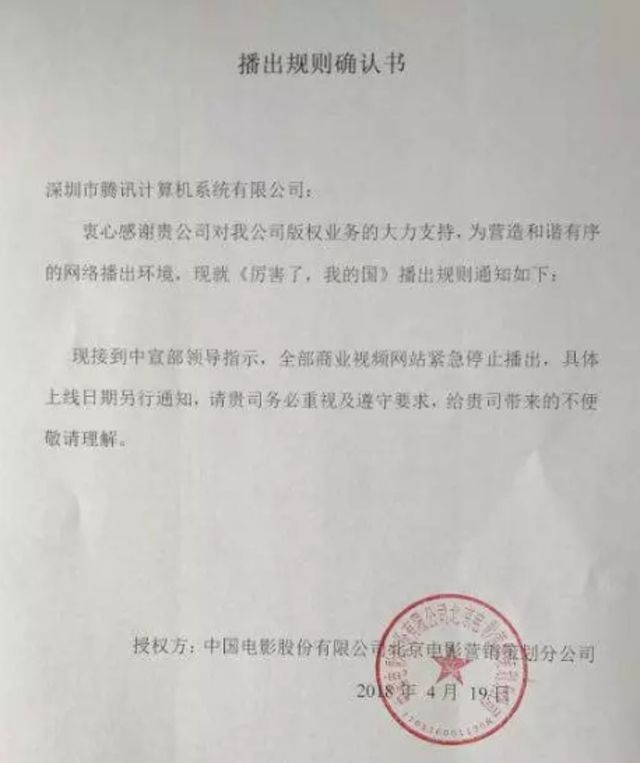 播出规则确认书
深圳市腾讯计算机系统有限公司：
衷心感谢贵公司对我公司版权业务的大力支持，为营造和谐有序
的网络播出环境，现就《厉害了，我的国》播出规则通知如下：
现接到中宣部领导指示，全部商业视频网站紧急停止播出，具体
上线日期另行通知，请贵司务必重视及遵守要求，给贵司带来的不便
敬请理解。
授权方：中国电影股份有限公司北京电影营销策划分公司
2018 年 4 月 19 日